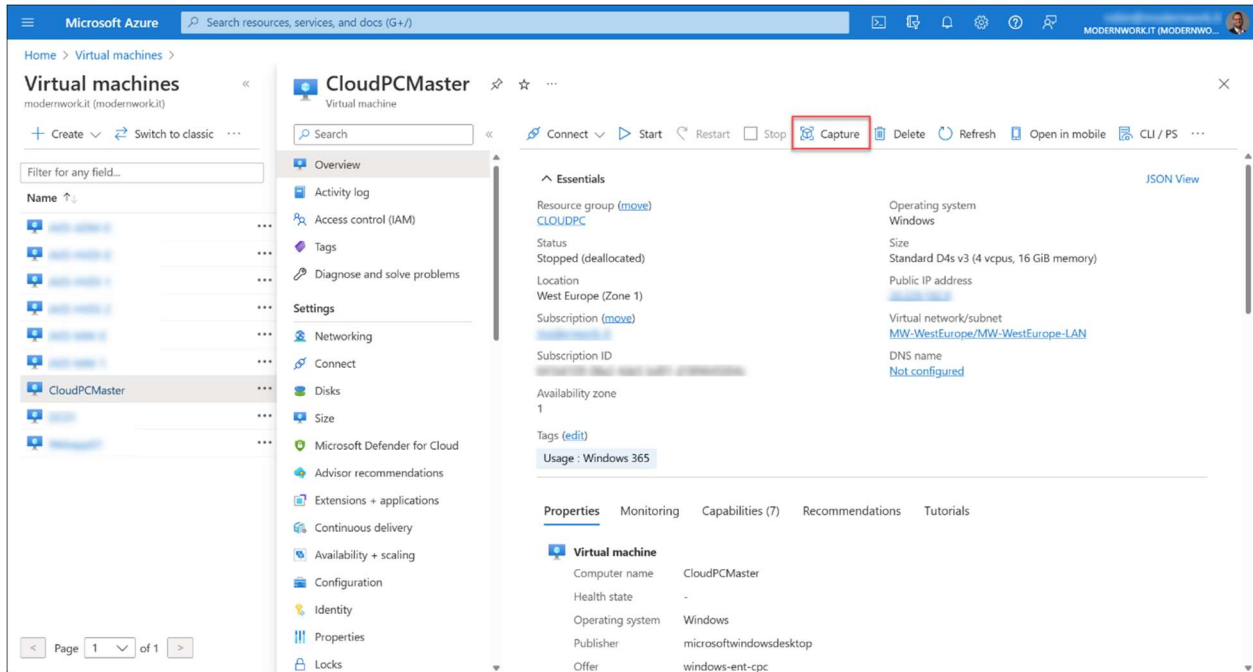 Microsoft Azure
Search resources, services, and docs (G+/)
MODERNWORK.IT (MODERNWO...
Home > Virtual machines >
Virtual machines
modernwork.it (modernwork.it)
Create
Switch to classic
Filter for any field...
Name
CloudPCMaster
Page 1 of 1
CloudPCMaster
Virtual machine
Search
Overview
Activity log
Access control (IAM)
Tags
Diagnose and solve problems
Settings
Networking
Connect
Disks
Size
Microsoft Defender for Cloud
Advisor recommendations
Extensions + applications
Continuous delivery
Availability + scaling
Configuration
Identity
Properties
Locks
Connect Start Restart Stop Capture Delete Refresh Open in mobile CLI / PS
Essentials
JSON View
Resource group (move)
CLOUDPC
Status
Stopped (deallocated)
Location
West Europe (Zone 1)
Subscription (move)
Subscription ID
Availability zone
1
Operating system
Windows
Size
Standard D4s v3 (4 vcpus, 16 GiB memory)
Public IP address
Virtual network/subnet
MW-WestEurope/MW-WestEurope-LAN
DNS name
Not configured
Tags (edit)
Usage : Windows 365
Properties Monitoring Capabilities (7) Recommendations Tutorials
Virtual machine
Computer name CloudPCMaster
Health state -
Operating system Windows
Publisher microsoftwindowsdesktop
Offer windows-ent-cpc